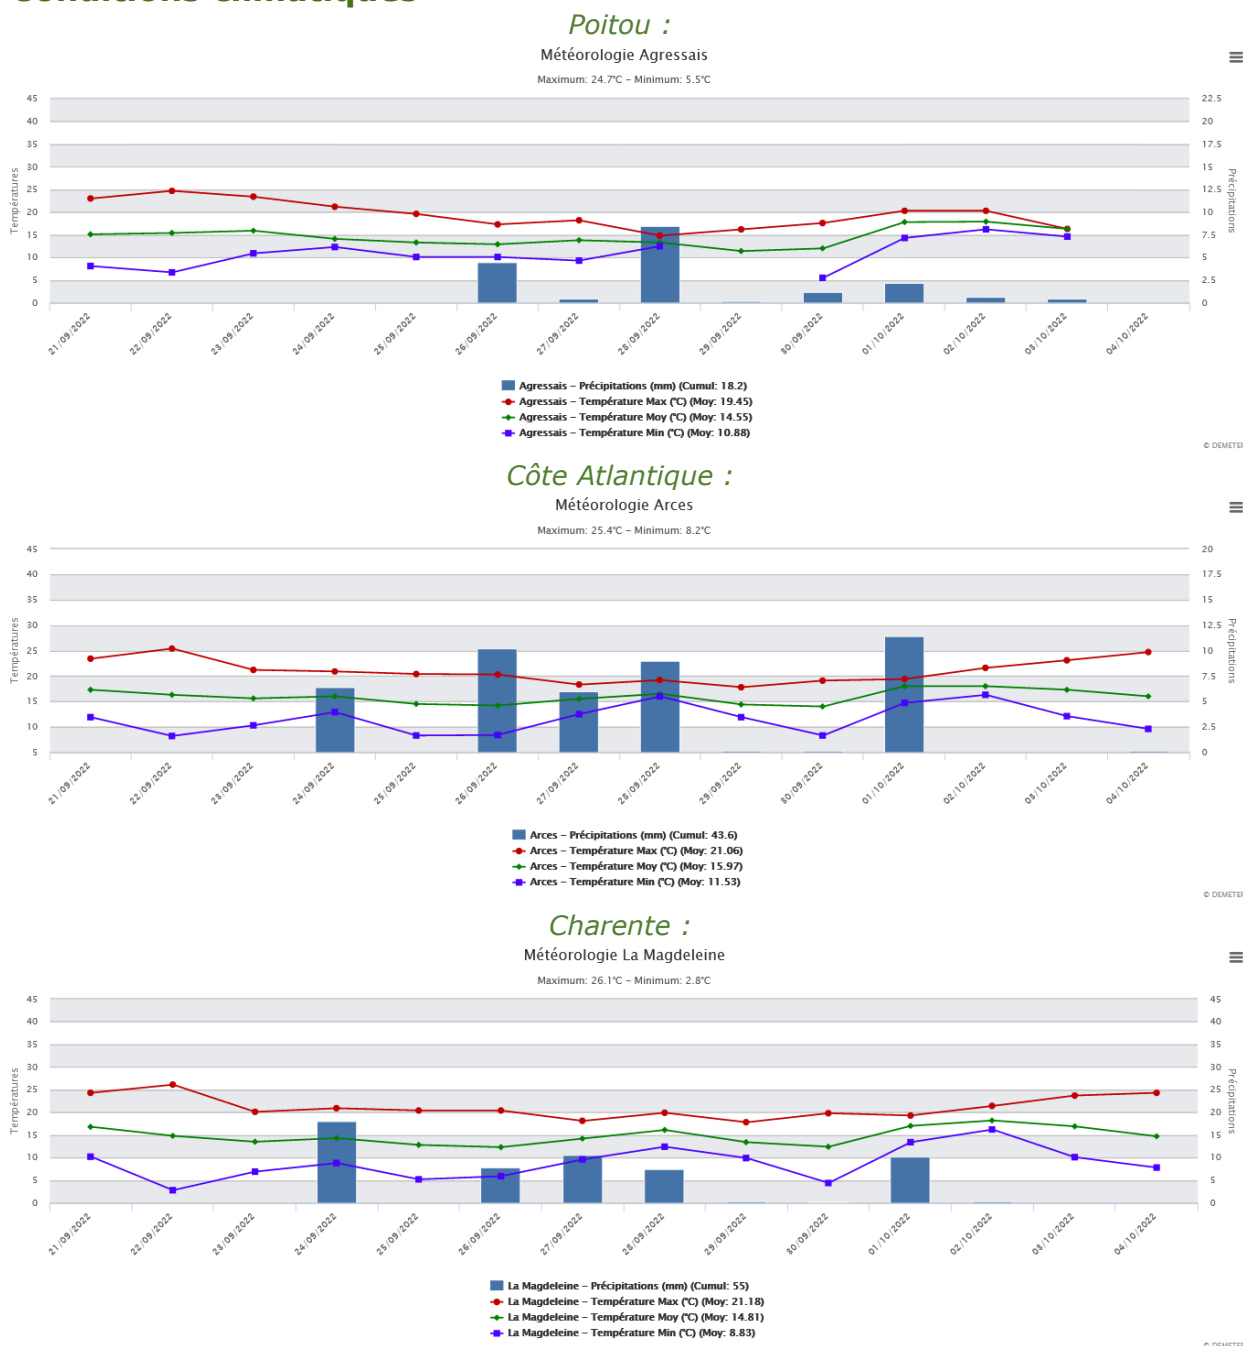 Conditions climatiques
Poitou :
Météorologie Agressais
Maximum: 24.7°C – Minimum: 5.5°C
Températures
Précipitations
45 22.5
40 20
35 17.5
30 15
25 12.5
20 10
15 7.5
10 5
5 2.5
0 0
21/09/2022 22/09/2022 23/09/2022 24/09/2022 25/09/2022 26/09/2022 27/09/2022 28/09/2022 29/09/2022 30/09/2022 01/10/2022 02/10/2022 03/10/2022 04/10/2022
Agressais – Précipitations (mm) (Cumul: 18.2)
Agressais – Température Max (°C) (Moy: 19.45)
Agressais – Température Moy (°C) (Moy: 14.55)
Agressais – Température Min (°C) (Moy: 10.88)
© DEMETER
Côte Atlantique :
Météorologie Arces
Maximum: 25.4°C – Minimum: 8.2°C
Températures
Précipitations
45 20
40 17.5
35 15
30 12.5
25 10
20 7.5
15 5
10 2.5
5 0
21/09/2022 22/09/2022 23/09/2022 24/09/2022 25/09/2022 26/09/2022 27/09/2022 28/09/2022 29/09/2022 30/09/2022 01/10/2022 02/10/2022 03/10/2022 04/10/2022
Arces – Précipitations (mm) (Cumul: 43.6)
Arces – Température Max (°C) (Moy: 21.06)
Arces – Température Moy (°C) (Moy: 15.97)
Arces – Température Min (°C) (Moy: 11.53)
© DEMETER
Charente :
Météorologie La Magdeleine
Maximum: 26.1°C – Minimum: 2.8°C
Températures
Précipitations
45 45
40 40
35 35
30 30
25 25
20 20
15 15
10 10
5 5
0 0
21/09/2022 22/09/2022 23/09/2022 24/09/2022 25/09/2022 26/09/2022 27/09/2022 28/09/2022 29/09/2022 30/09/2022 01/10/2022 02/10/2022 03/10/2022 04/10/2022
La Magdeleine – Précipitations (mm) (Cumul: 55)
La Magdeleine – Température Max (°C) (Moy: 21.18)
La Magdeleine – Température Moy (°C) (Moy: 14.81)
La Magdeleine – Température Min (°C) (Moy: 8.83)
© DEMETER